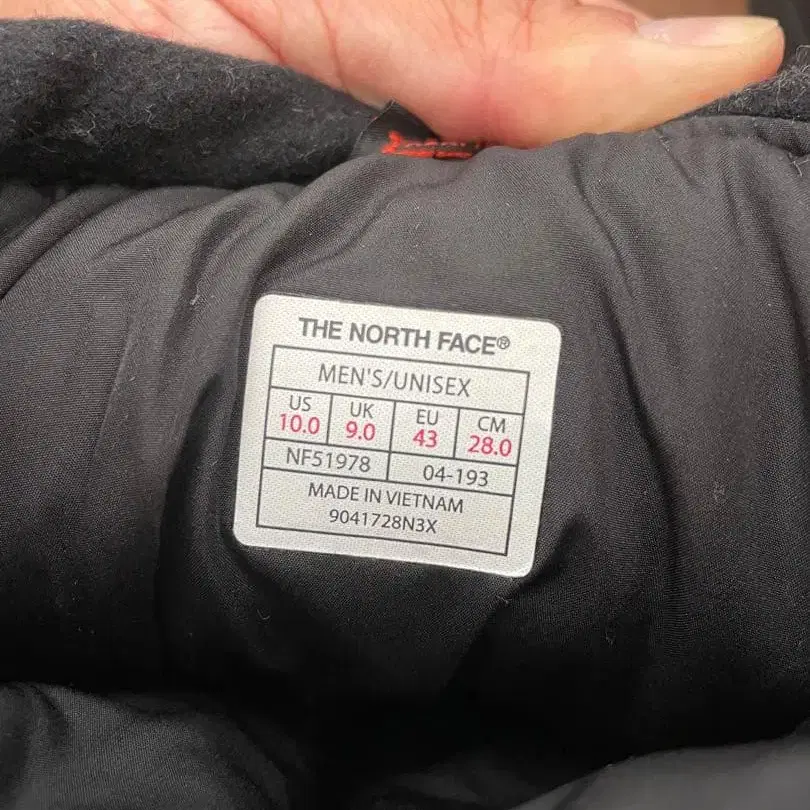 THE NORTH FACE®
MEN'S/UNISEX
US UK EU CM
10.0 9.0 43 28.0
NF51978 04-193
MADE IN VIETNAM
9041728N3X